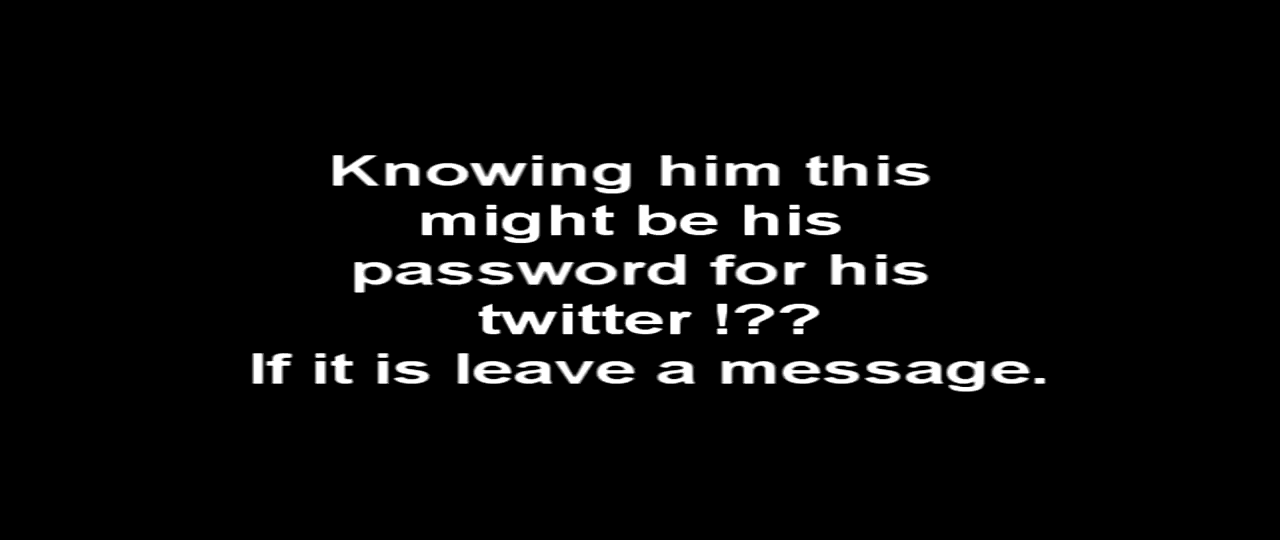 Knowing him this
might be his
password for his
twitter !??
If it is leave a message.